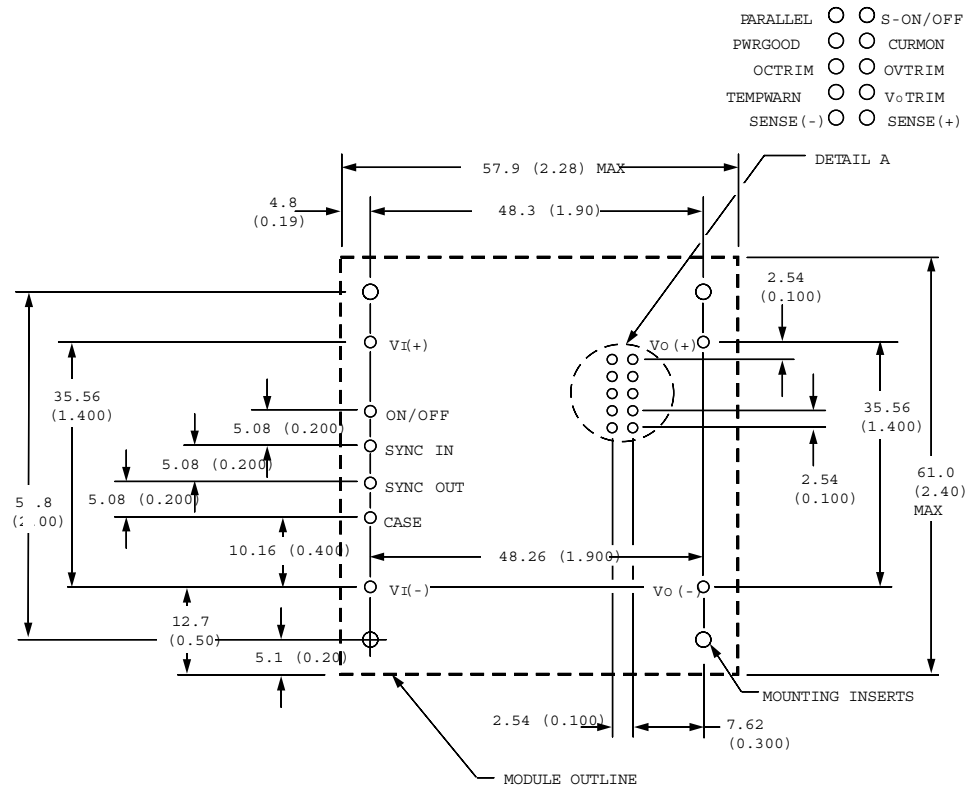 PARALLEL S-ON/OFF
PWRGOOD CURMON
OCTRIM OVTRIM
TEMPWARN VOTRIM
SENSE(-) SENSE(+)
DETAIL A
57.9 (2.28) MAX
4.8
(0.19)
48.3 (1.90)
2.54
(0.100)
VI(+)
VO(+)
35.56
(1.400)
ON/OFF
5.08 (0.200)
35.56
(1.400)
SYNC IN
5.08 (0.200)
61.0
(2.40)
MAX
2.54
(0.100)
SYNC OUT
5.08 (0.200)
CASE
10.16 (0.400)
48.26 (1.900)
VI(-)
VO(-)
12.7
(0.50)
5.1 (0.20)
MOUNTING INSERTS
2.54 (0.100)
7.62
(0.300)
MODULE OUTLINE